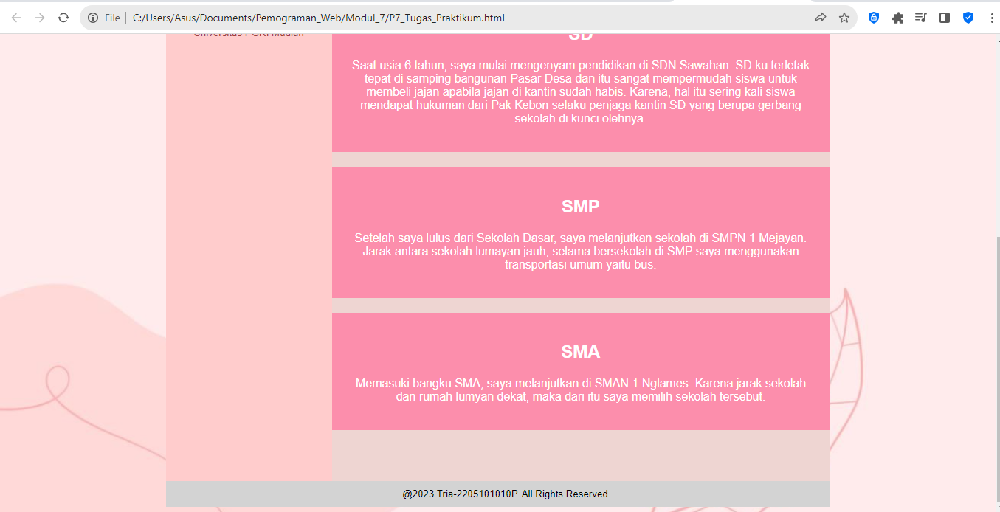 File
C:/Users/Asus/Documents/Pemograman_Web/Modul_7/P7_Tugas_Praktikum.html
Universitas PGRI Madiun
SD
Saat usia 6 tahun, saya mulai mengenyam pendidikan di SDN Sawahan. SD ku terletak
tepat di samping bangunan Pasar Desa dan itu sangat mempermudah siswa untuk
membeli jajan apabila jajan di kantin sudah habis. Karena, hal itu sering kali siswa
mendapat hukuman dari Pak Kebon selaku penjaga kantin SD yang berupa gerbang
sekolah di kunci olehnya.
SMP
Setelah saya lulus dari Sekolah Dasar, saya melanjutkan sekolah di SMPN 1 Mejayan.
Jarak antara sekolah lumayan jauh, selama bersekolah di SMP saya menggunakan
transportasi umum yaitu bus.
SMA
Memasuki bangku SMA, saya melanjutkan di SMAN 1 Nglames. Karena jarak sekolah
dan rumah lumyan dekat, maka dari itu saya memilih sekolah tersebut.
@2023 Tria-2205101010P. All Rights Reserved